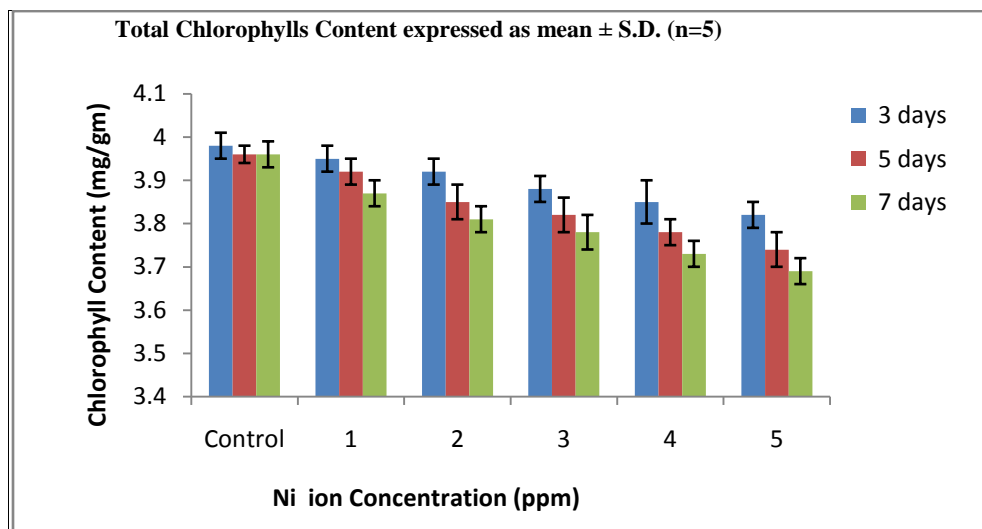 Total Chlorophylls Content expressed as mean ± S.D. (n=5)
4.1
4
3.9
3.8
3.7
3.6
3.5
3.4
Chlorophyll Content (mg/gm)
Control 1 2 3 4 5
Ni ion Concentration (ppm)
3 days
5 days
7 days